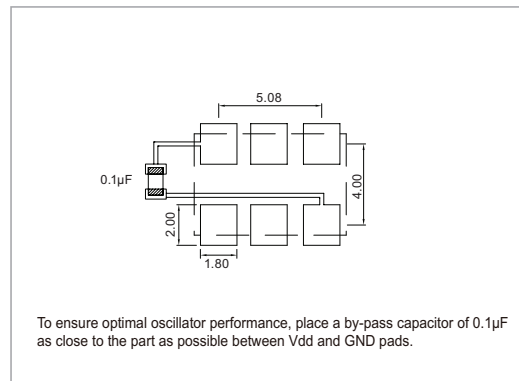 5.08
0.1µF
4.00
2.00
1.80
To ensure optimal oscillator performance, place a by-pass capacitor of 0.1µF
as close to the part as possible between Vdd and GND pads.